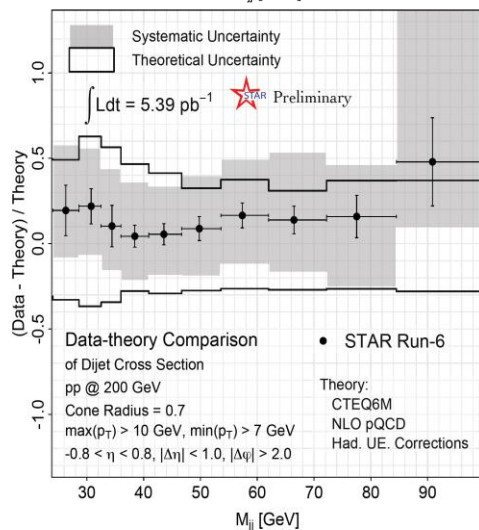 Systematic Uncertainty
Theoretical Uncertainty
∫Ldt = 5.39 pb⁻¹
STAR Preliminary
(Data - Theory) / Theory
1.0
0.5
0.0
-0.5
-1.0
Data-theory Comparison
of Dijet Cross Section
pp @ 200 GeV
Cone Radius = 0.7
max(p_T) > 10 GeV, min(p_T) > 7 GeV
-0.8 < η < 0.8, |Δη| < 1.0, |Δφ| > 2.0
STAR Run-6
Theory:
CTEQ6M
NLO pQCD
Had. UE. Corrections
30 40 50 60 70 80 90
M_jj [GeV]